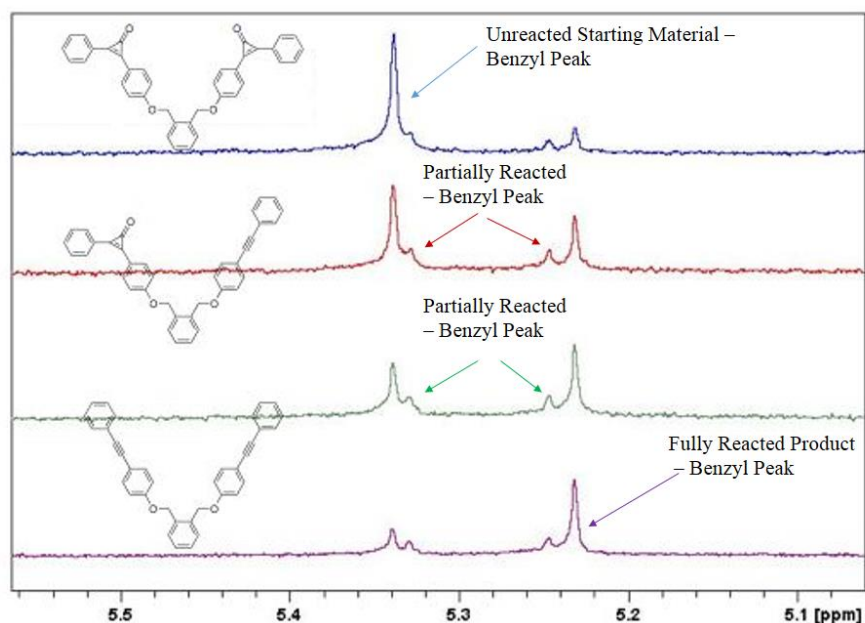 Unreacted Starting Material –
Benzyl Peak
O
O
O
O
Partially Reacted
– Benzyl Peak
O
O
O
Partially Reacted
– Benzyl Peak
Fully Reacted Product
– Benzyl Peak
O
O
5.5 5.4 5.3 5.2 5.1 [ppm]